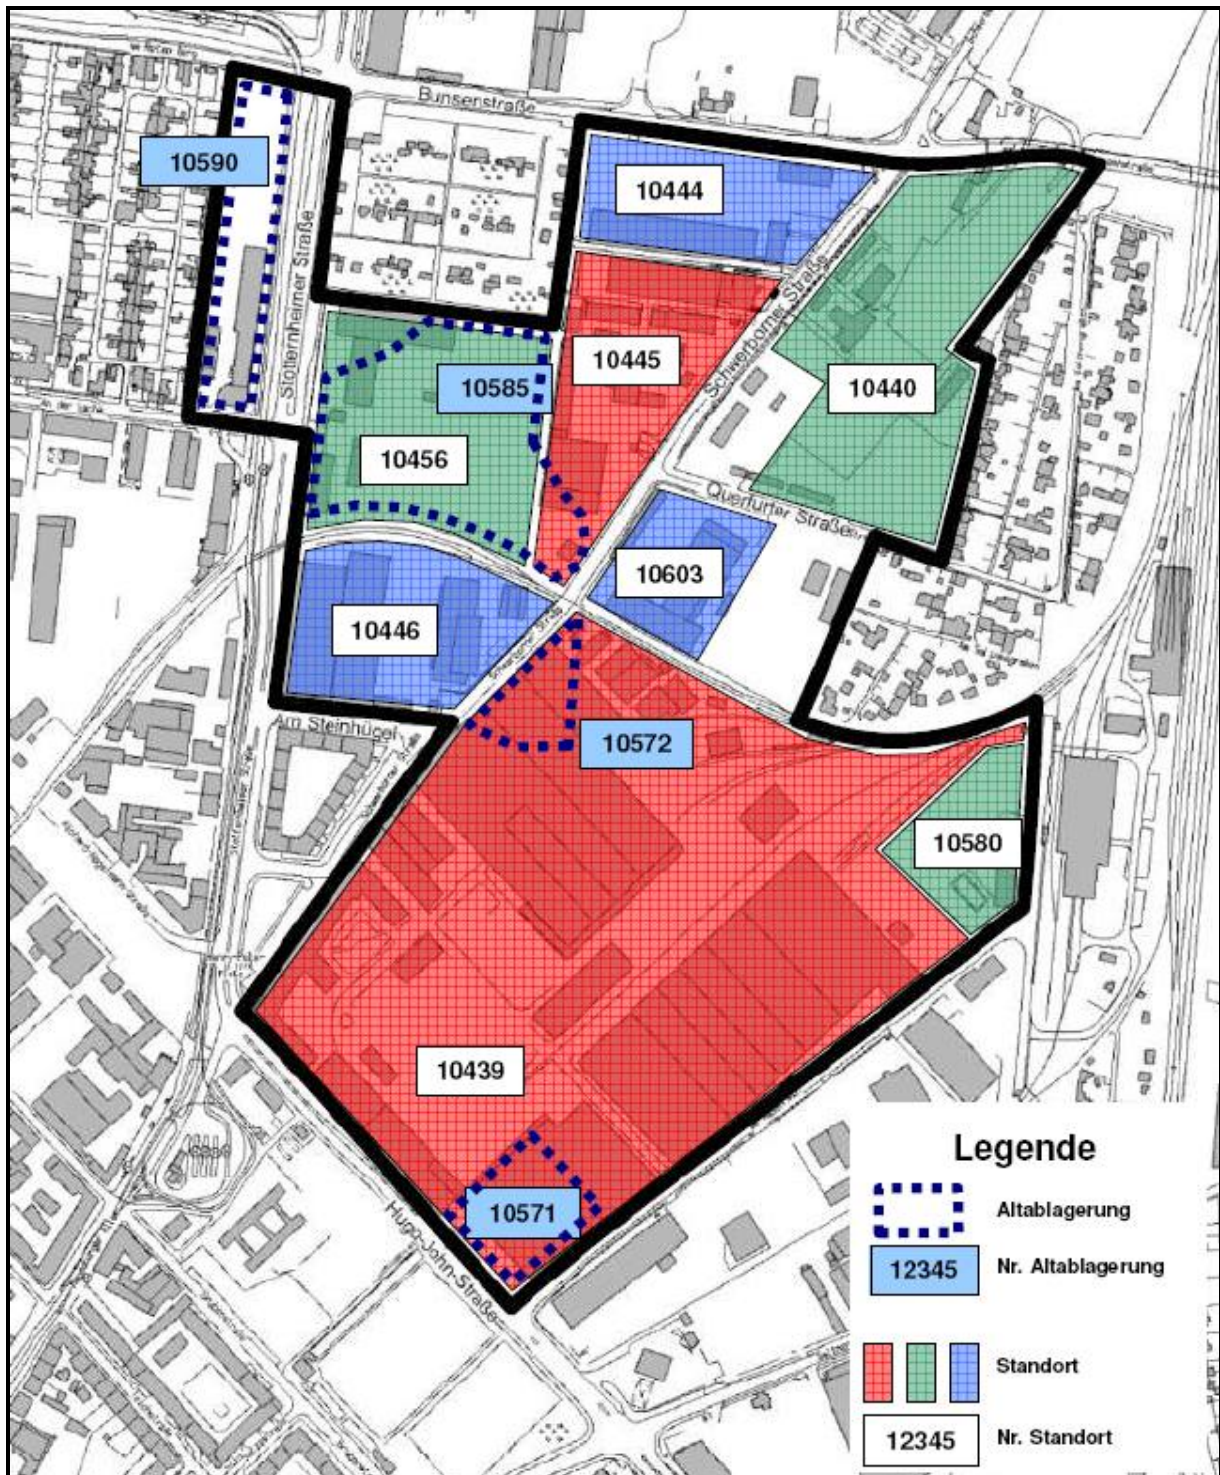 Bunsenstraße
10590
10444
Stotternheimer Straße
Schwerborner Straße
10445
10440
10585
10456
Querfurter Straße
10603
10446
Am Steinhügel
10572
10580
10439
10571
Hugo-John-Straße
Legende
Altablagerung
12345 Nr. Altablagerung
Standort
12345 Nr. Standort